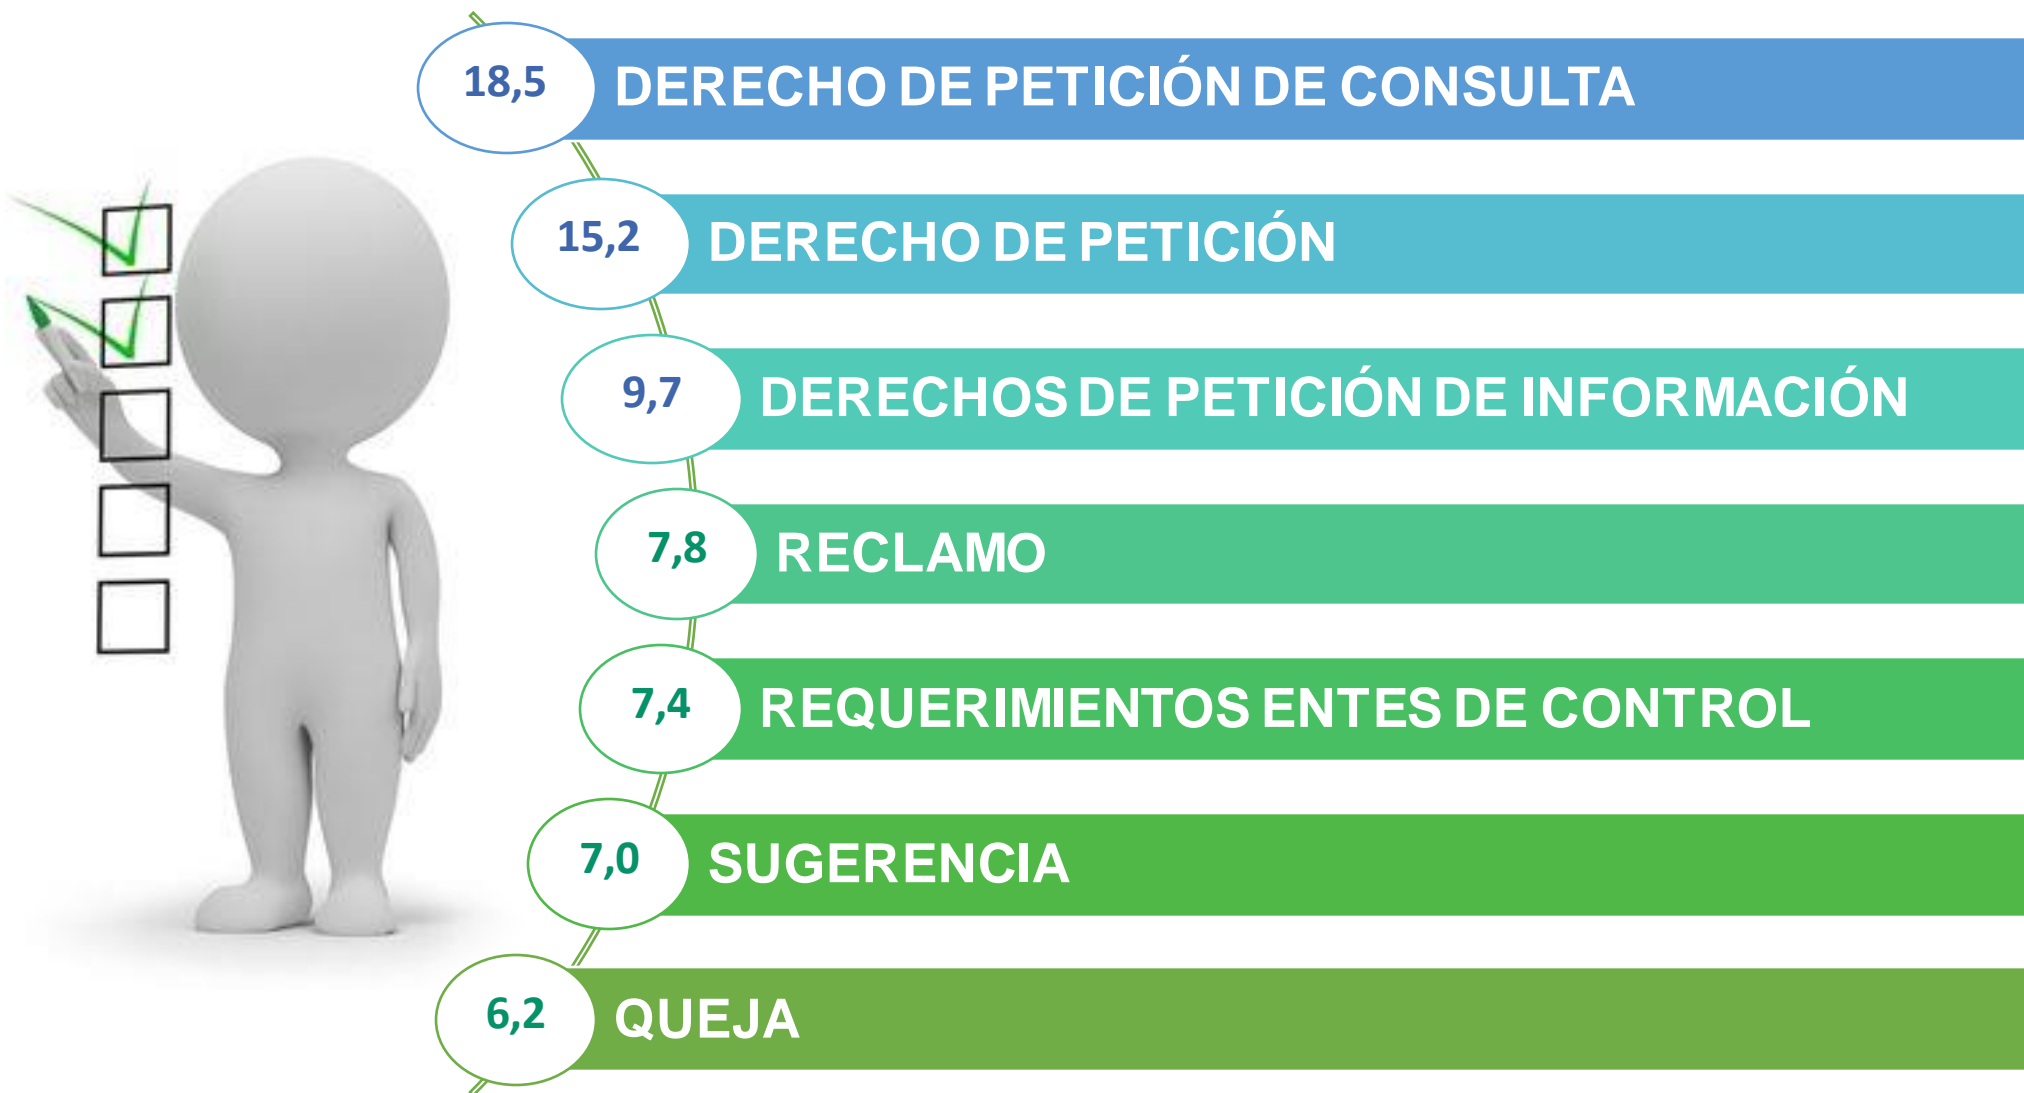 18,5 DERECHO DE PETICIÓN DE CONSULTA
15,2 DERECHO DE PETICIÓN
9,7 DERECHOS DE PETICIÓN DE INFORMACIÓN
7,8 RECLAMO
7,4 REQUERIMIENTOS ENTES DE CONTROL
7,0 SUGERENCIA
6,2 QUEJA